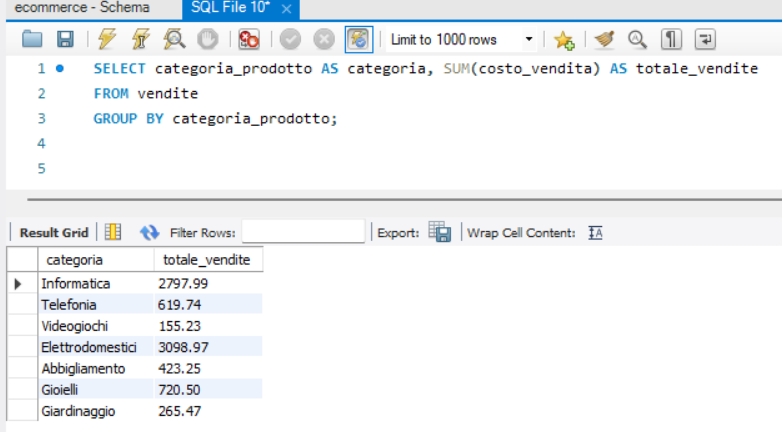 ecommerce - Schema SQL File 10*
Limit to 1000 rows
1 SELECT categoria_prodotto AS categoria, SUM(costo_vendita) AS totale_vendite
2 FROM vendite
3 GROUP BY categoria_prodotto;
4
5
Result Grid Filter Rows: Export: Wrap Cell Content: IA
categoria totale_vendite
Informatica 2797.99
Telefonia 619.74
Videogiochi 155.23
Elettrodomestici 3098.97
Abbigliamento 423.25
Gioielli 720.50
Giardinaggio 265.47